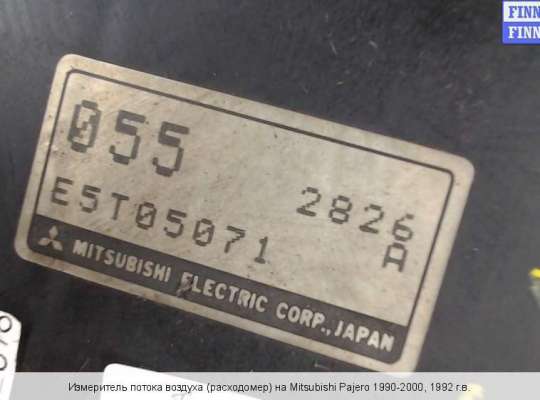 FINN
FINN
055
2826
E5T05071
A
MITSUBISHI ELECTRIC CORP., JAPAN
Измеритель потока воздуха (расходомер) на Mitsubishi Pajero 1990-2000, 1992 г.в.